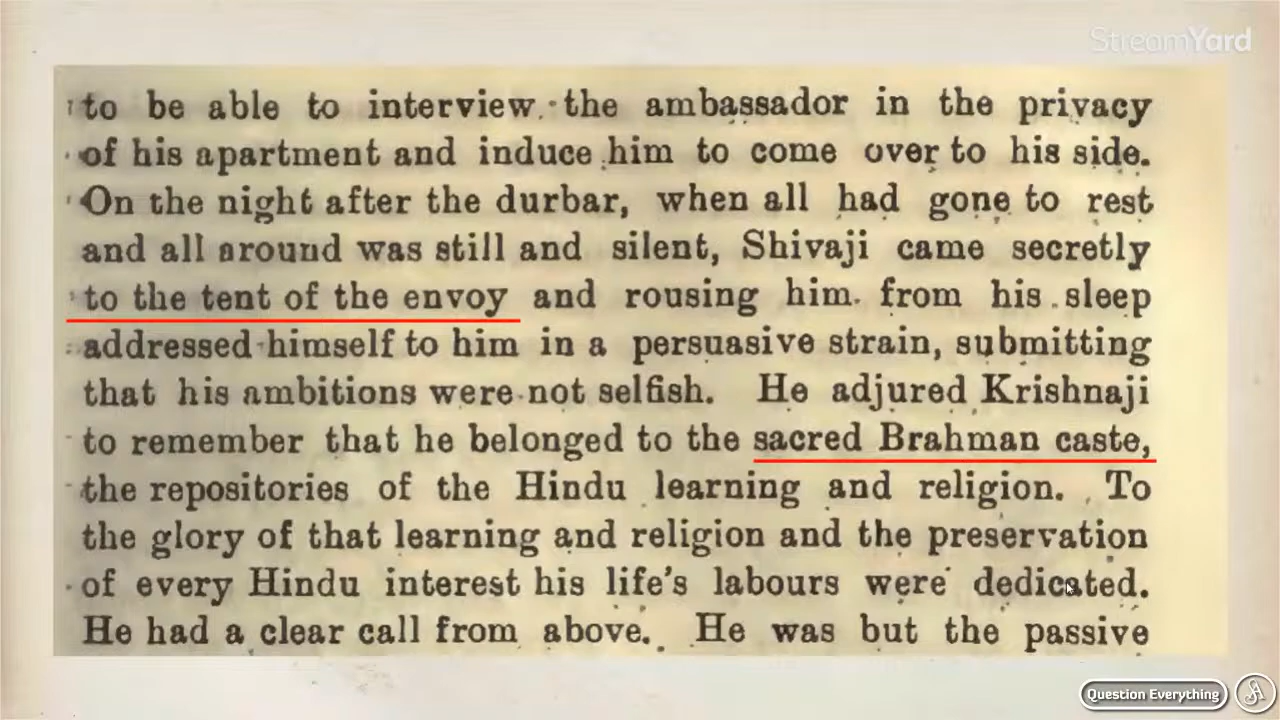 StreamYard
to be able to interview the ambassador in the privacy
of his apartment and induce him to come over to his side.
On the night after the durbar, when all had gone to rest
and all around was still and silent, Shivaji came secretly
to the tent of the envoy and rousing him from his sleep
addressed himself to him in a persuasive strain, submitting
that his ambitions were not selfish. He adjured Krishnaji
to remember that he belonged to the sacred Brahman caste,
the repositories of the Hindu learning and religion. To
the glory of that learning and religion and the preservation
of every Hindu interest his life's labours were dedicated.
He had a clear call from above. He was but the passive
Question Everything